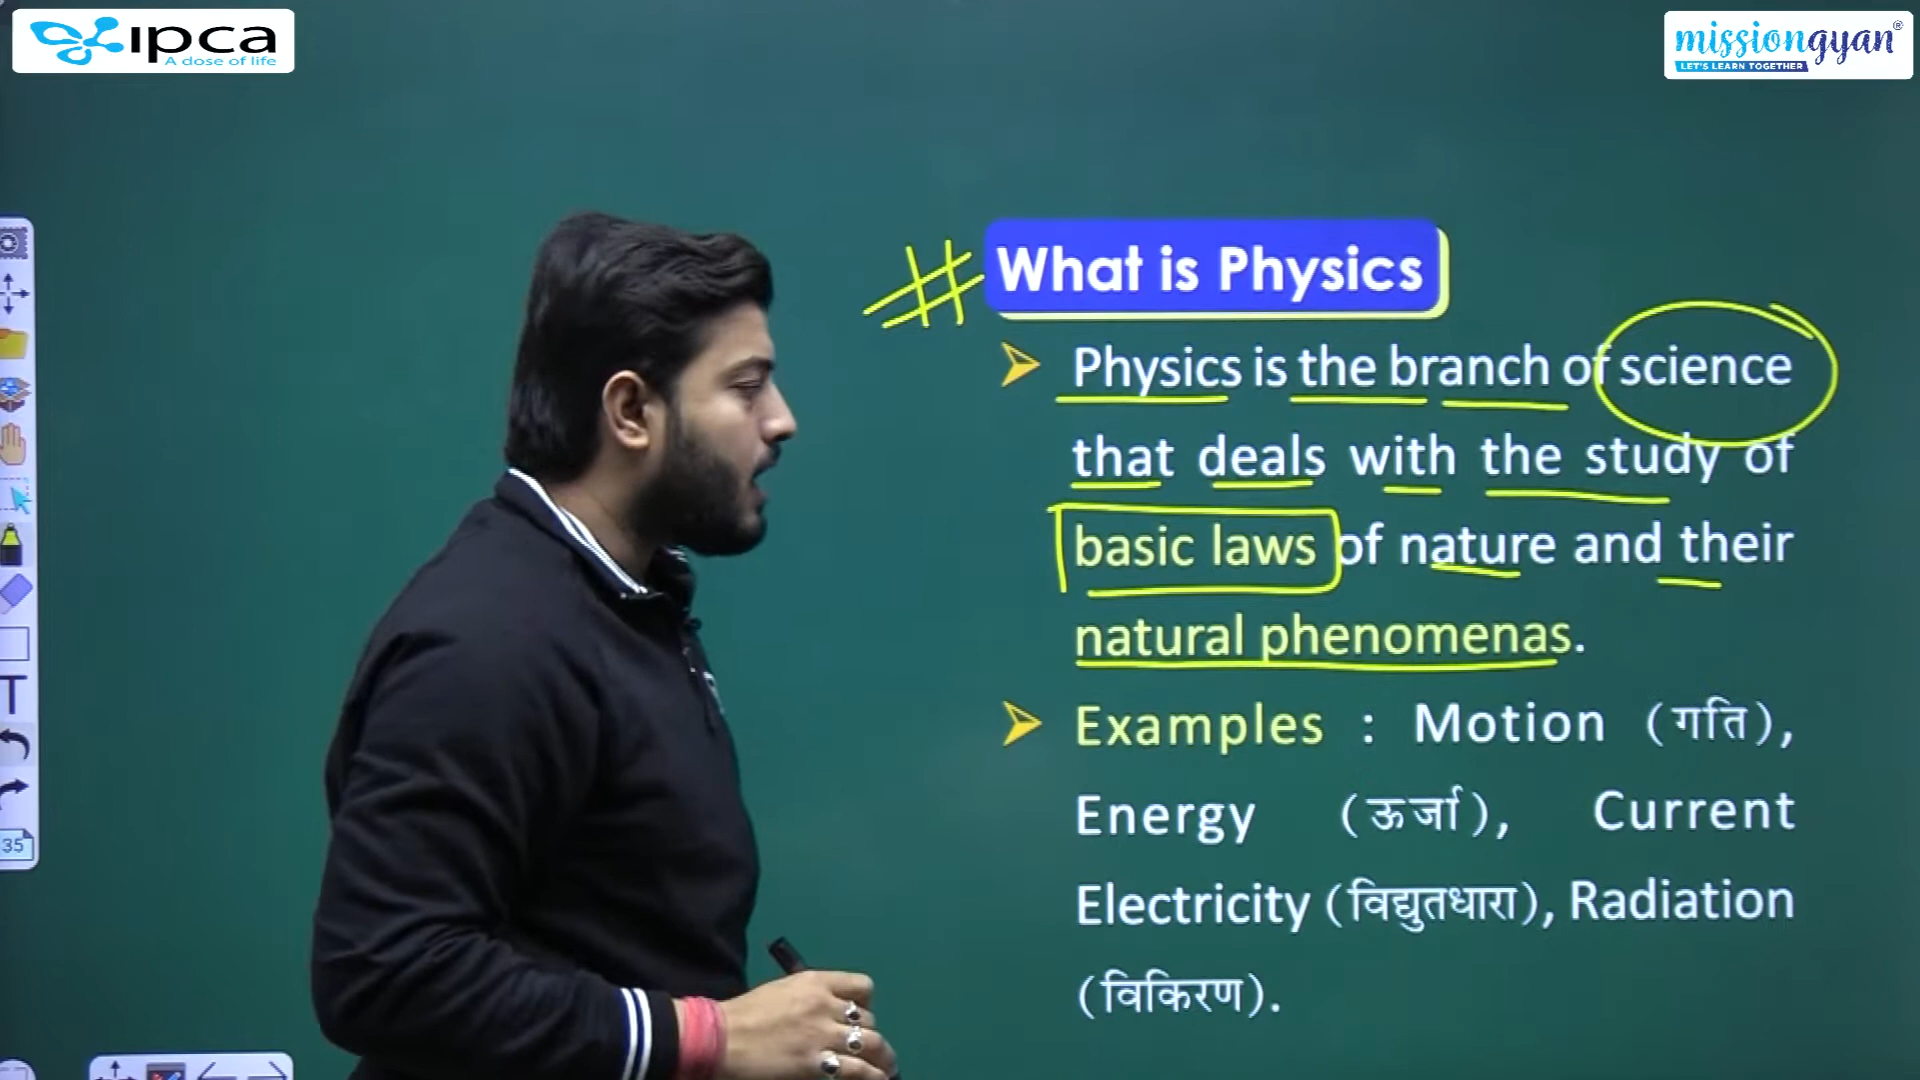 ipca
A dose of life
missiongyan®
LET'S LEARN TOGETHER
# What is Physics
Physics is the branch of science
that deals with the study of
basic laws of nature and their
natural phenomenas.
Examples : Motion (गति),
Energy (ऊर्जा), Current
Electricity (विद्युतधारा), Radiation
(विकिरण).
T
35